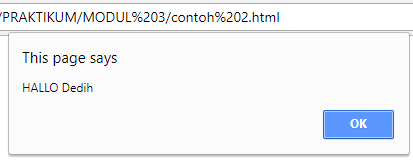 /PRAKTIKUM/MODUL%203/contoh%202.html
This page says
HALLO Dedih
OK